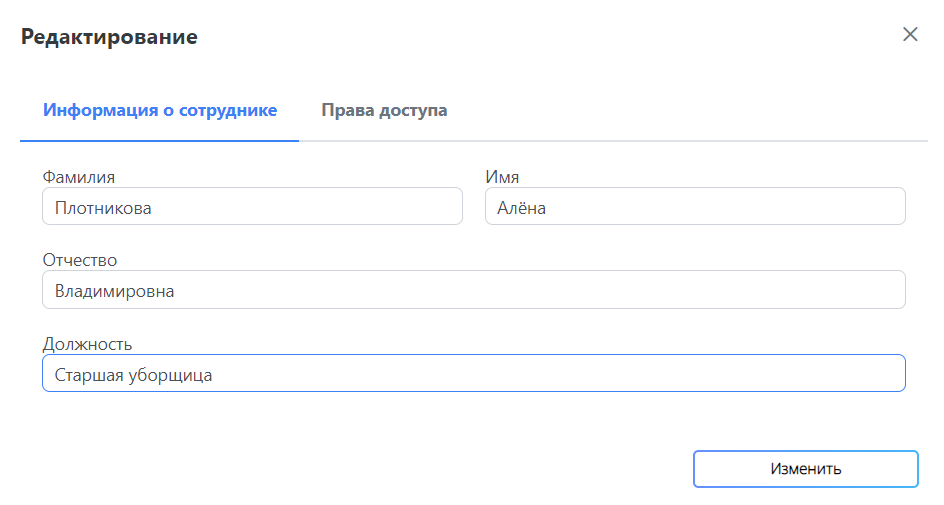 Редактирование
Информация о сотруднике Права доступа
Фамилия Имя
Плотникова Алёна
Отчество
Владимировна
Должность
Старшая уборщица
Изменить